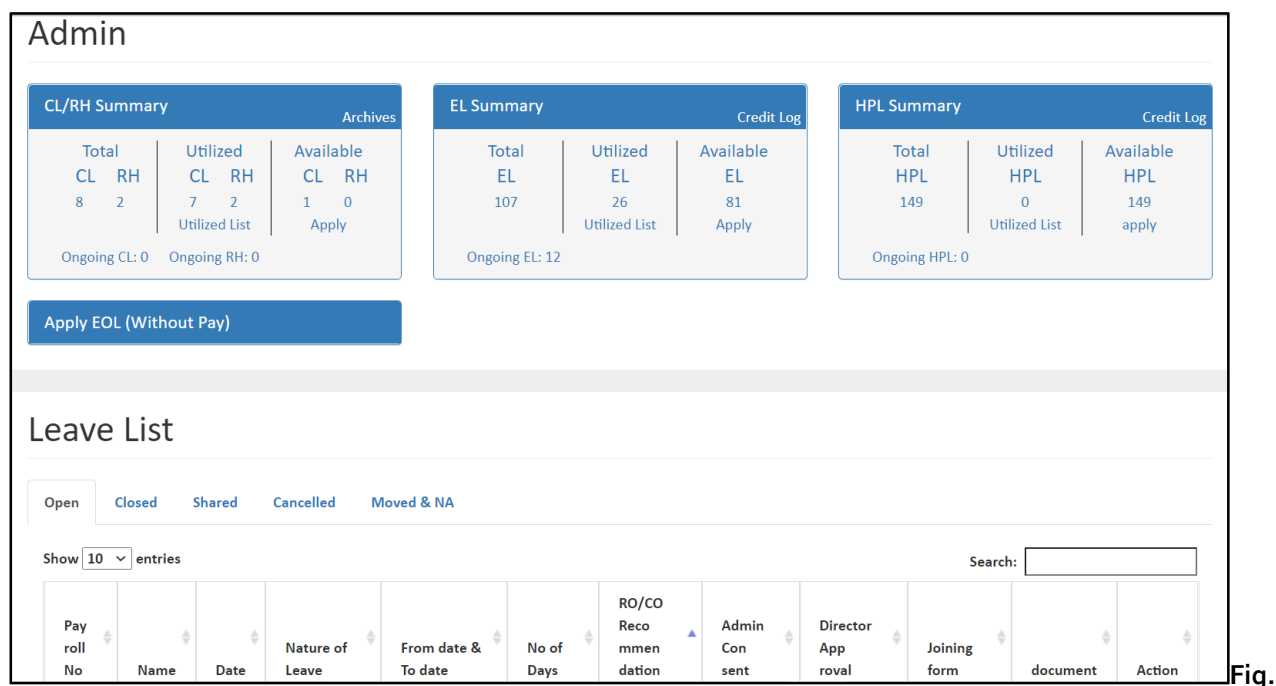 Admin
CL/RH Summary
Archives
Total Utilized Available
CL RH CL RH CL RH
8 2 7 2 1 0
Utilized List Apply
Ongoing CL: 0 Ongoing RH: 0
EL Summary
Credit Log
Total Utilized Available
EL EL EL
107 26 81
Utilized List Apply
Ongoing EL: 12
HPL Summary
Credit Log
Total Utilized Available
HPL HPL HPL
149 0 149
Utilized List apply
Ongoing HPL: 0
Apply EOL (Without Pay)
Leave List
Open Closed Shared Cancelled Moved & NA
Show 10 entries Search:
Pay
roll
No
Name
Date
Nature of
Leave
From date &
To date
No of
Days
RO/CO
Reco
mmen
dation
Admin
Con
sent
Director
App
roval
Joining
form
document
Action
Fig.